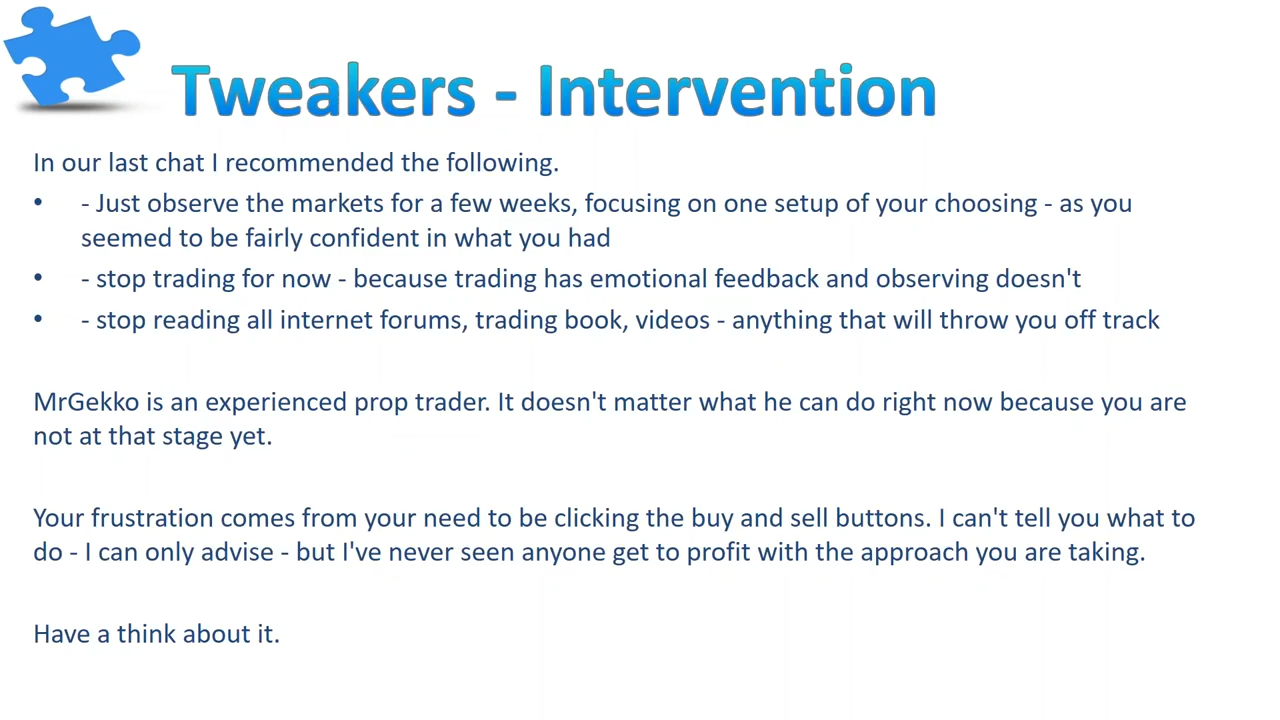 Tweakers - Intervention
In our last chat I recommended the following.
• - Just observe the markets for a few weeks, focusing on one setup of your choosing - as you
seemed to be fairly confident in what you had
• - stop trading for now - because trading has emotional feedback and observing doesn't
• - stop reading all internet forums, trading book, videos - anything that will throw you off track
MrGekko is an experienced prop trader. It doesn't matter what he can do right now because you are
not at that stage yet.
Your frustration comes from your need to be clicking the buy and sell buttons. I can't tell you what to
do - I can only advise - but I've never seen anyone get to profit with the approach you are taking.
Have a think about it.